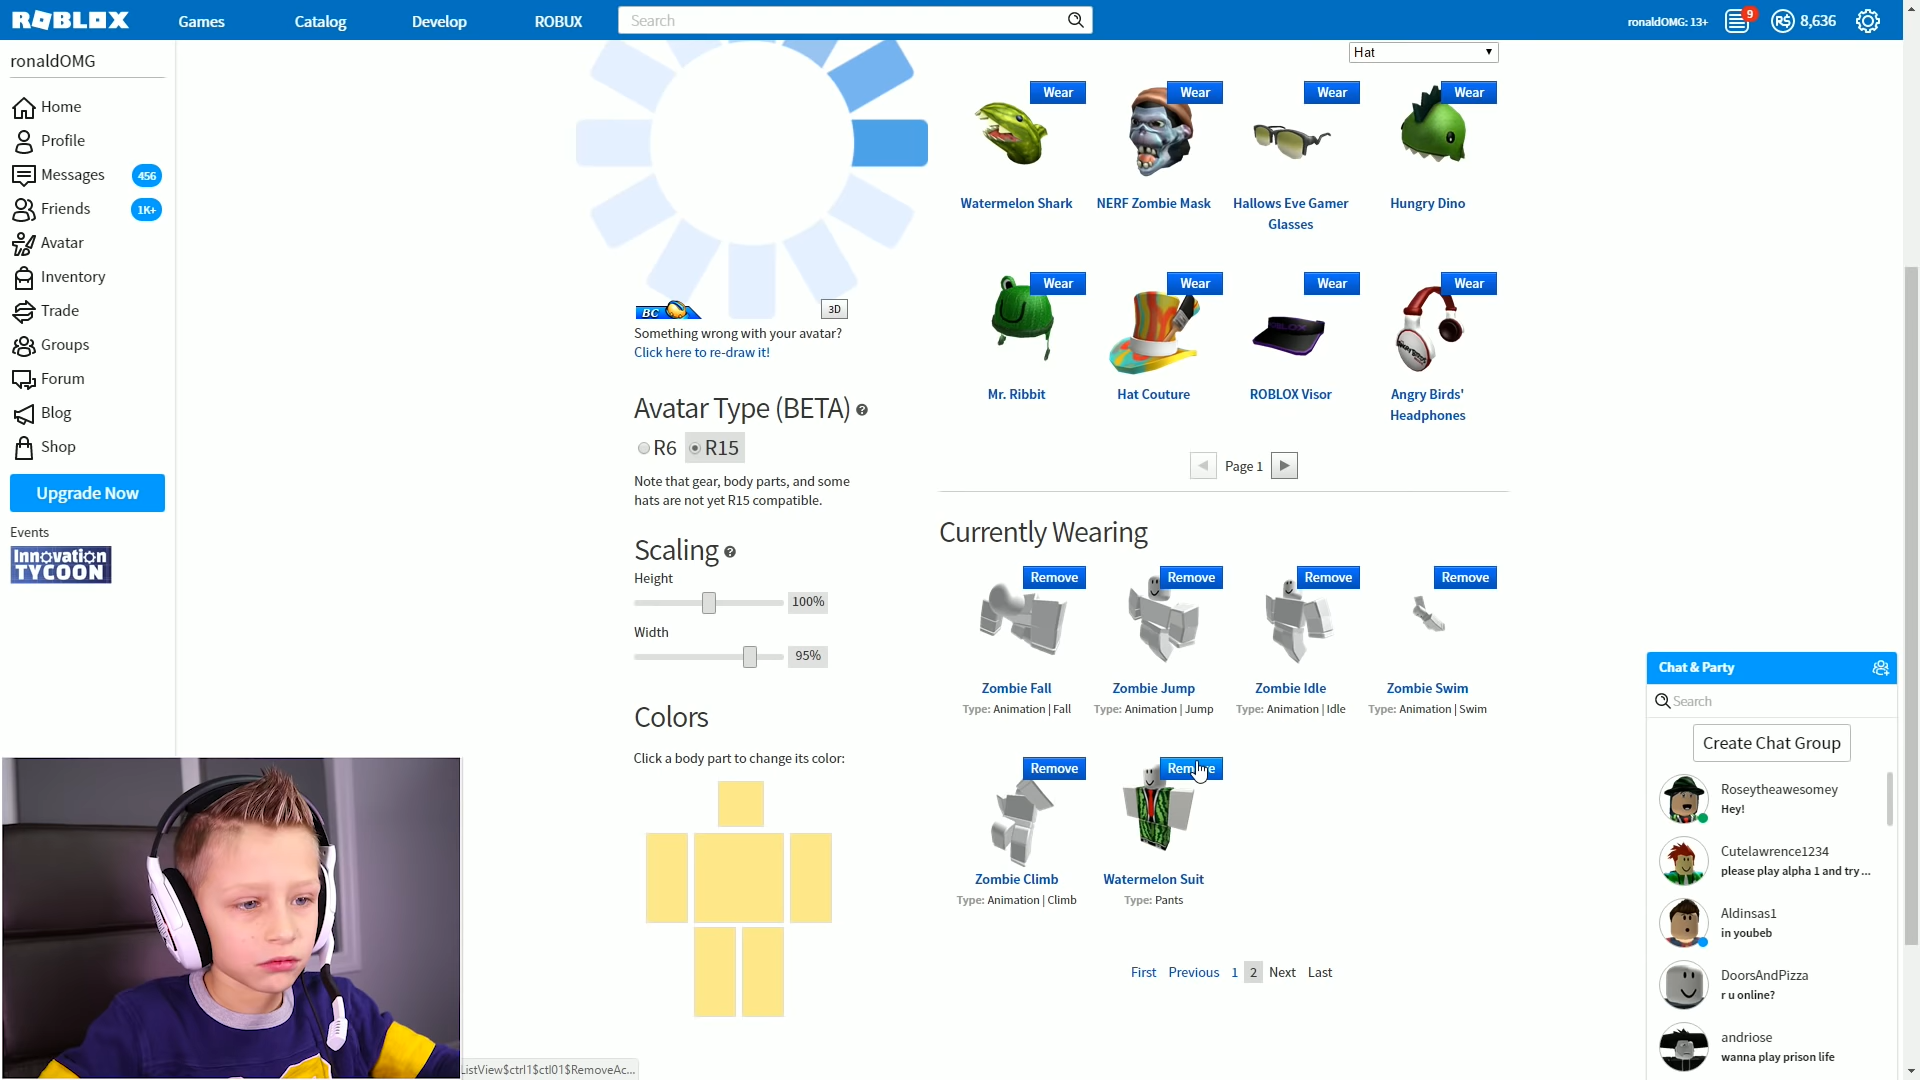 ROBLOX
Games
Catalog
Develop
ROBUX
Search
ronaldOMG: 13+
9
R$ 8,636
ronaldOMG
Home
Profile
Messages 456
Friends 1K+
Avatar
Inventory
Trade
Groups
Forum
Blog
Shop
Upgrade Now
Events
Innovation
TYCOON
BC
3D
Something wrong with your avatar?
Click here to re-draw it!
Avatar Type (BETA)
R6 R15
Note that gear, body parts, and some
hats are not yet R15 compatible.
Scaling
Height
100%
Width
95%
Colors
Click a body part to change its color:
Hat
Wear Wear Wear Wear
Watermelon Shark
NERF Zombie Mask
Hallows Eve Gamer
Glasses
Hungry Dino
Wear Wear Wear Wear
Mr. Ribbit
Hat Couture
ROBLOX Visor
Angry Birds'
Headphones
Page 1
Currently Wearing
Remove Remove Remove Remove
Zombie Fall
Type: Animation | Fall
Zombie Jump
Type: Animation | Jump
Zombie Idle
Type: Animation | Idle
Zombie Swim
Type: Animation | Swim
Remove Remove
Zombie Climb
Type: Animation | Climb
Watermelon Suit
Type: Pants
First Previous 1 2 Next Last
Chat & Party
Search
Create Chat Group
Roseytheawesomey
Hey!
Cutelawrence1234
please play alpha 1 and try ...
Aldinsas1
in youbeb
DoorsAndPizza
r u online?
andriose
wanna play prison life
ListView$ctrl1$ctl01$RemoveAc...